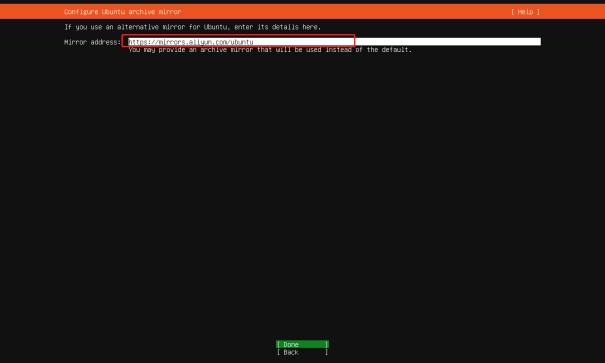 Configure Ubuntu archive mirror [ Help ]
If you use an alternative mirror for Ubuntu, enter its details here.
Mirror address: https://mirrors.aliyun.com/ubuntu
You may provide an archive mirror that will be used instead of the default.
[ Done ]
[ Back ]